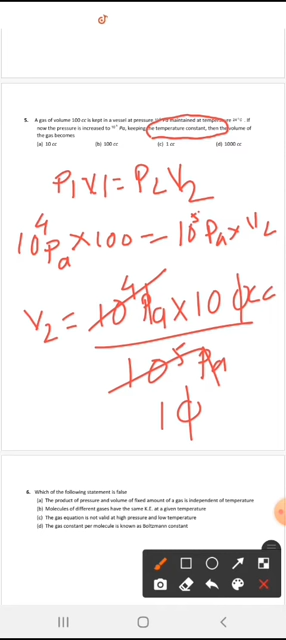 5. A gas of volume 100 cc is kept in a vessel at pressure 10⁴ Pa maintained at temperature 24°C. If
now the pressure is increased to 10⁵ Pa, keeping the temperature constant, then the volume of
the gas becomes
(a) 10 cc (b) 100 cc (c) 1 cc (d) 1000 cc
P1V1 = P2V2
10⁴ Pa × 100 = 10⁵ Pa × V2
V2 = 10⁴ Pa × 100 cc
10⁵ Pa
10
6. Which of the following statement is false
(a) The product of pressure and volume of fixed amount of a gas is independent of temperature
(b) Molecules of different gases have the same K.E. at a given temperature
(c) The gas equation is not valid at high pressure and low temperature
(d) The gas constant per molecule is known as Boltzmann constant